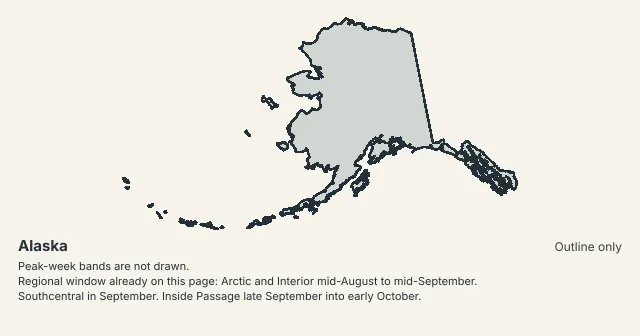 Alaska
Outline only
Peak-week bands are not drawn.
Regional window already on this page: Arctic and Interior mid-August to mid-September.
Southcentral in September. Inside Passage late September into early October.